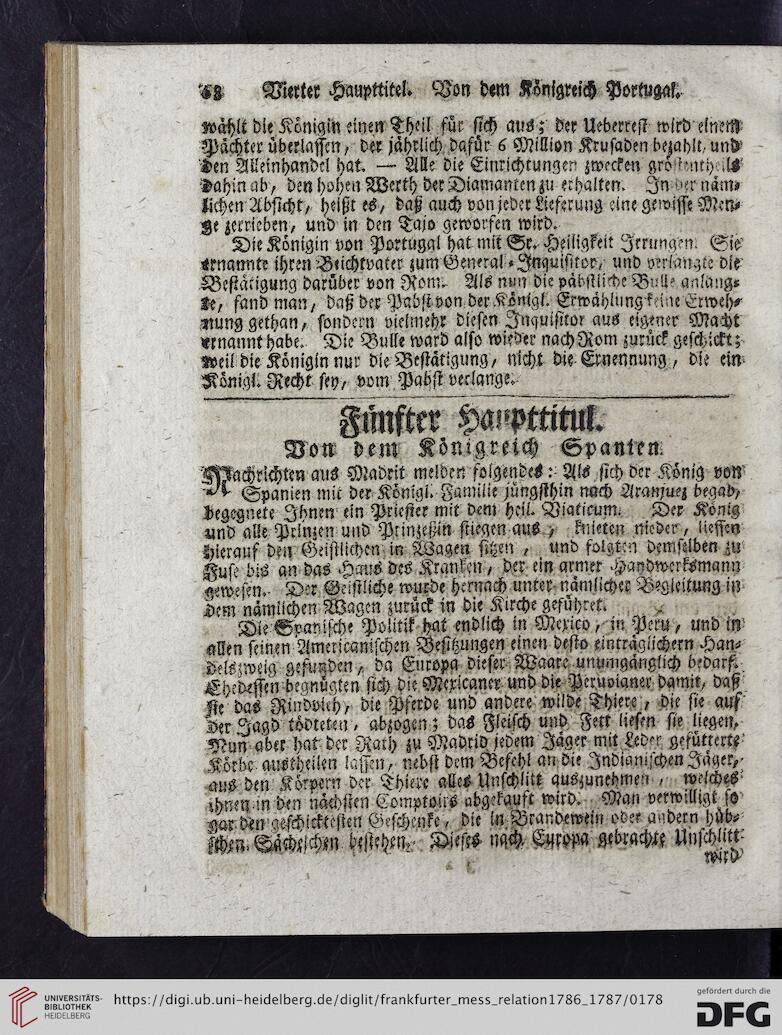 68 Vierter Haupttitel. Von dem Königreich Portugal.
wählt die Königin einen Theil für sich aus; der Ueberrest wird einem
Pächter überlassen, der jährlich dafür 6 Million Krusaden bezahlt, und
den Alleinhandel hat. — Alle die Einrichtungen zwecken gröstentheils
dahin ab, den hohen Werth der Diamanten zu erhalten. In der näm-
lichen Absicht, heißt es, daß auch von jeder Lieferung eine gewisse Men-
ge zerrieben, und in den Tajo geworfen wird.
Die Königin von Portugal hat mit Sr. Heiligkeit Irrungen. Sie
ernannte ihren Beichtvater zum General-Inquisitor, und verlangte die
Bestätigung darüber von Rom. Als nun die päbstliche Bulle anlang-
te, fand man, daß der Pabst von der Königl. Erwählung keine Erweh-
nung gethan, sondern vielmehr diesen Inquisitor aus eigener Macht
ernannt habe. Die Bulle ward also wieder nach Rom zurück geschickt;
weil die Königin nur die Bestätigung, nicht die Ernennung, die ein
Königl. Recht sey, vom Pabst verlange.
Fünfter Haupttitul.
Von dem Königreich Spanien.
Nachrichten aus Madrit melden folgendes: Als sich der König von
Spanien mit der Königl. Familie jüngsthin nach Aranjuez begab,
begegnete Ihnen ein Priester mit dem heil. Viaticum. Der König
und alle Prinzen und Prinzeßin stiegen aus, knieten nieder, liessen
hierauf den Geistlichen in Wagen sitzen, und folgten demselben zu
Fuse bis an das Haus des Kranken, der ein armer Handwerksmann
gewesen. Der Geistliche wurde hernach unter nämlicher Begleitung in
dem nämlichen Wagen zurück in die Kirche geführet.
Die Spanische Politik hat endlich in Mexico, in Peru, und in
allen seinen Americanischen Besitzungen einen desto einträglichern Han-
delszweig gefunden, da Europa dieser Waare unumgänglich bedarf.
Ehedessen begnügten sich die Mexicaner und die Peruvianer damit, daß
sie das Rindvieh, die Pferde und andere wilde Thiere, die sie auf
der Jagd tödteten, abzogen; das Fleisch und Fett liesen sie liegen.
Nun aber hat der Rath zu Madrid jedem Jäger mit Leder gefütterte
Körbe austheilen lassen, nebst dem Befehl an die Indianischen Jäger,
aus den Körpern der Thiere alles Unschlitt auszunehmen, welches
ihnen in den nächsten Comptoirs abgekauft wird. Man verwilligt so
gar den geschicktesten Geschenke, die in Brandewein oder andern hüb-
schen Sächelchen bestehen. Dieses nach Europa gebrachte Unschlitt
wird
UNIVERSITÄTS-
BIBLIOTHEK
HEIDELBERG
https://digi.ub.uni-heidelberg.de/diglit/frankfurter_mess_relation1786_1787/0178
gefördert durch die
DFG